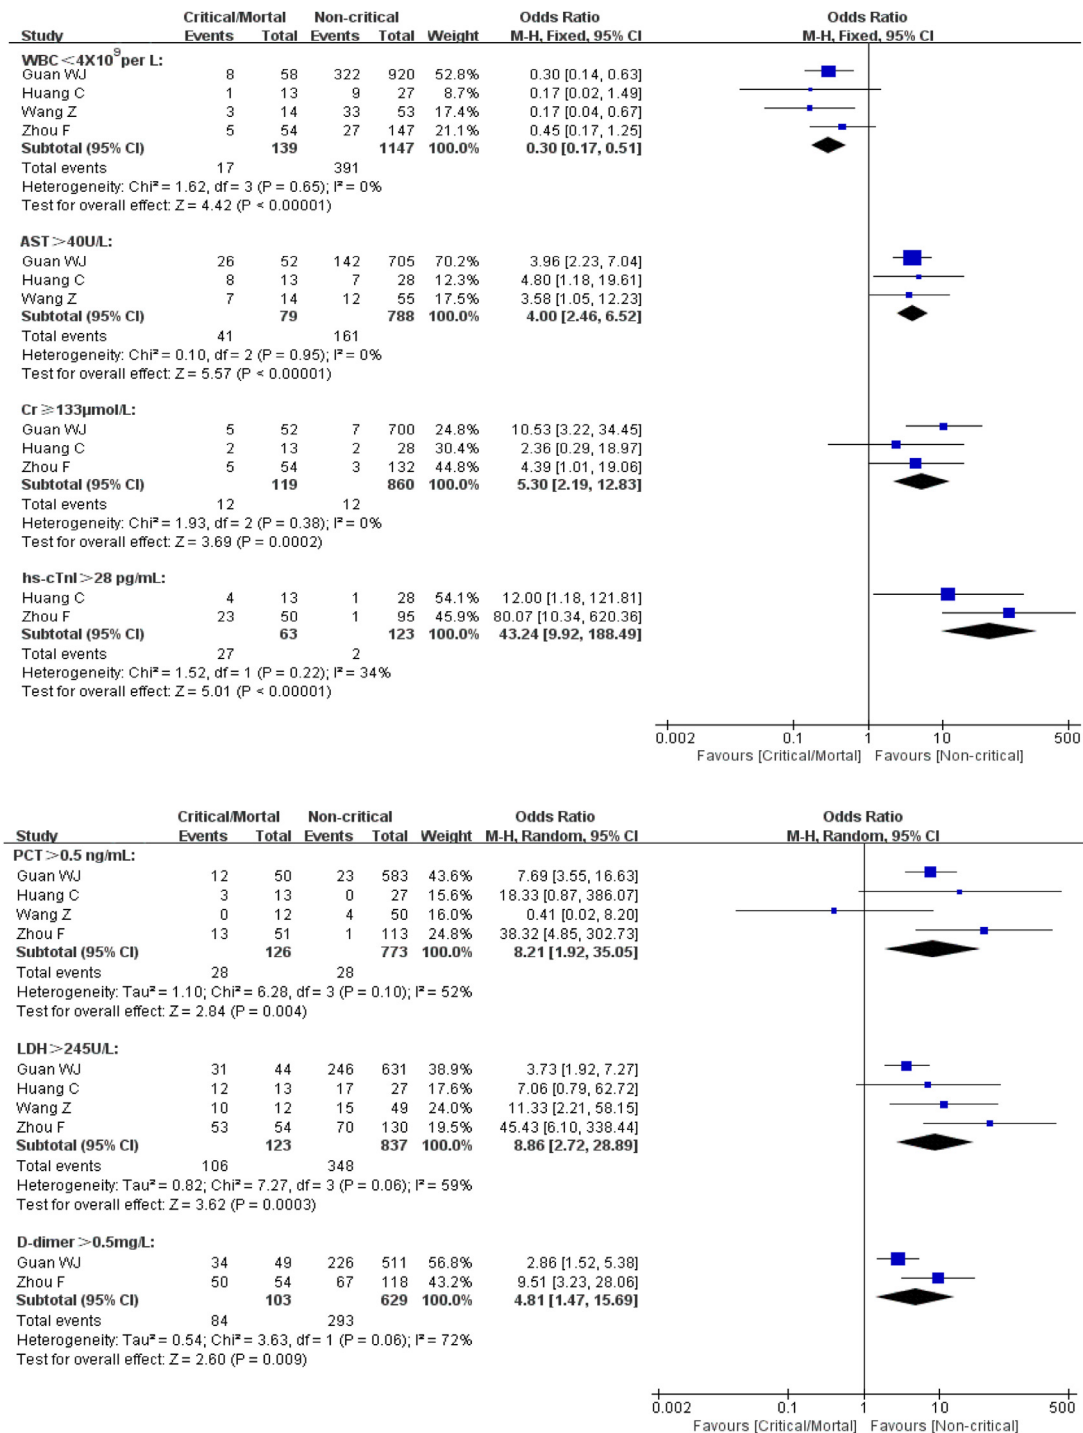 Critical/Mortal Non-critical Odds Ratio Odds Ratio
Study Events Total Events Total Weight M-H, Fixed, 95% CI M-H, Fixed, 95% CI
WBC＜4X10⁹per L:
Guan WJ 8 58 322 920 52.8% 0.30 [0.14, 0.63]
Huang C 1 13 9 27 8.7% 0.17 [0.02, 1.49]
Wang Z 3 14 33 53 17.4% 0.17 [0.04, 0.67]
Zhou F 5 54 27 147 21.1% 0.45 [0.17, 1.25]
Subtotal (95% CI) 139 1147 100.0% 0.30 [0.17, 0.51]
Total events 17 391
Heterogeneity: Chi² = 1.62, df = 3 (P = 0.65); I² = 0%
Test for overall effect: Z = 4.42 (P < 0.00001)
AST＞40U/L:
Guan WJ 26 52 142 705 70.2% 3.96 [2.23, 7.04]
Huang C 8 13 7 28 12.3% 4.80 [1.18, 19.61]
Wang Z 7 14 12 55 17.5% 3.58 [1.05, 12.23]
Subtotal (95% CI) 79 788 100.0% 4.00 [2.46, 6.52]
Total events 41 161
Heterogeneity: Chi² = 0.10, df = 2 (P = 0.95); I² = 0%
Test for overall effect: Z = 5.57 (P < 0.00001)
Cr≥133μmol/L:
Guan WJ 5 52 7 700 24.8% 10.53 [3.22, 34.45]
Huang C 2 13 2 28 30.4% 2.36 [0.29, 18.97]
Zhou F 5 54 3 132 44.8% 4.39 [1.01, 19.06]
Subtotal (95% CI) 119 860 100.0% 5.30 [2.19, 12.83]
Total events 12 12
Heterogeneity: Chi² = 1.93, df = 2 (P = 0.38); I² = 0%
Test for overall effect: Z = 3.69 (P = 0.0002)
hs-cTnI＞28 pg/mL:
Huang C 4 13 1 28 54.1% 12.00 [1.18, 121.81]
Zhou F 23 50 1 95 45.9% 80.07 [10.34, 620.36]
Subtotal (95% CI) 63 123 100.0% 43.24 [9.92, 188.49]
Total events 27 2
Heterogeneity: Chi² = 1.52, df = 1 (P = 0.22); I² = 34%
Test for overall effect: Z = 5.01 (P < 0.00001)
0.002 0.1 1 10 500
Favours [Critical/Mortal] Favours [Non-critical]
Critical/Mortal Non-critical Odds Ratio Odds Ratio
Study Events Total Events Total Weight M-H, Random, 95% CI M-H, Random, 95% CI
PCT＞0.5 ng/mL:
Guan WJ 12 50 23 583 43.6% 7.69 [3.55, 16.63]
Huang C 3 13 0 27 15.6% 18.33 [0.87, 386.07]
Wang Z 0 12 4 50 16.0% 0.41 [0.02, 8.20]
Zhou F 13 51 1 113 24.8% 38.32 [4.85, 302.73]
Subtotal (95% CI) 126 773 100.0% 8.21 [1.92, 35.05]
Total events 28 28
Heterogeneity: Tau² = 1.10; Chi² = 6.28, df = 3 (P = 0.10); I² = 52%
Test for overall effect: Z = 2.84 (P = 0.004)
LDH＞245U/L:
Guan WJ 31 44 246 631 38.9% 3.73 [1.92, 7.27]
Huang C 12 13 17 27 17.6% 7.06 [0.79, 62.72]
Wang Z 10 12 15 49 24.0% 11.33 [2.21, 58.15]
Zhou F 53 54 70 130 19.5% 45.43 [6.10, 338.44]
Subtotal (95% CI) 123 837 100.0% 8.86 [2.72, 28.89]
Total events 106 348
Heterogeneity: Tau² = 0.82; Chi² = 7.27, df = 3 (P = 0.06); I² = 59%
Test for overall effect: Z = 3.62 (P = 0.0003)
D-dimer＞0.5mg/L:
Guan WJ 34 49 226 511 56.8% 2.86 [1.52, 5.38]
Zhou F 50 54 67 118 43.2% 9.51 [3.23, 28.06]
Subtotal (95% CI) 103 629 100.0% 4.81 [1.47, 15.69]
Total events 84 293
Heterogeneity: Tau² = 0.54; Chi² = 3.63, df = 1 (P = 0.06); I² = 72%
Test for overall effect: Z = 2.60 (P = 0.009)
0.002 0.1 1 10 500
Favours [Critical/Mortal] Favours [Non-critical]